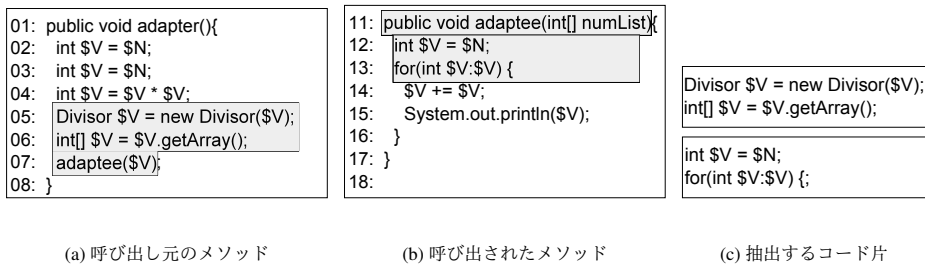 01: public void adapter(){
02: int $V = $N;
03: int $V = $N;
04: int $V = $V * $V;
05: Divisor $V = new Divisor($V);
06: int[] $V = $V.getArray();
07: adaptee($V);
08: }
(a) 呼び出し元のメソッド
11: public void adaptee(int[] numList){
12: int $V = $N;
13: for(int $V:$V) {
14: $V += $V;
15: System.out.println($V);
16: }
17: }
18:
(b) 呼び出されたメソッド
Divisor $V = new Divisor($V);
int[] $V = $V.getArray();
int $V = $N;
for(int $V:$V) {;
(c) 抽出するコード片